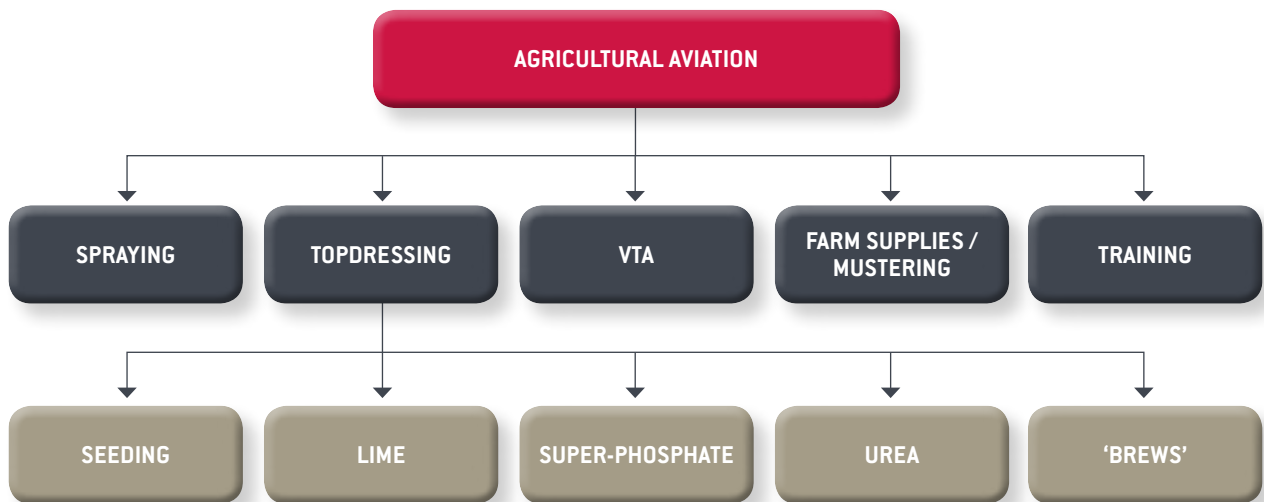 AGRICULTURAL AVIATION
SPRAYING
TOPDRESSING
VTA
FARM SUPPLIES /
MUSTERING
TRAINING
SEEDING
LIME
SUPER-PHOSPHATE
UREA
‘BREWS’